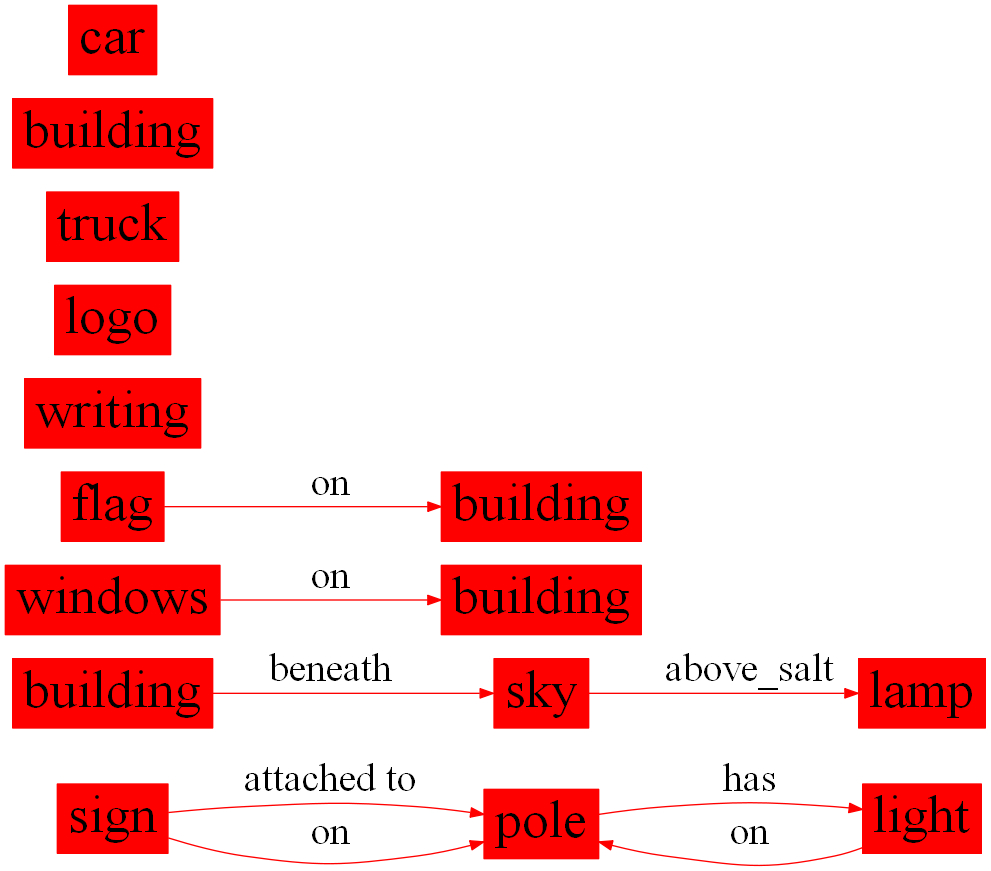 car
building
truck
logo
writing
flag on building
windows on building
building beneath sky above_salt lamp
sign attached to pole has light
on on